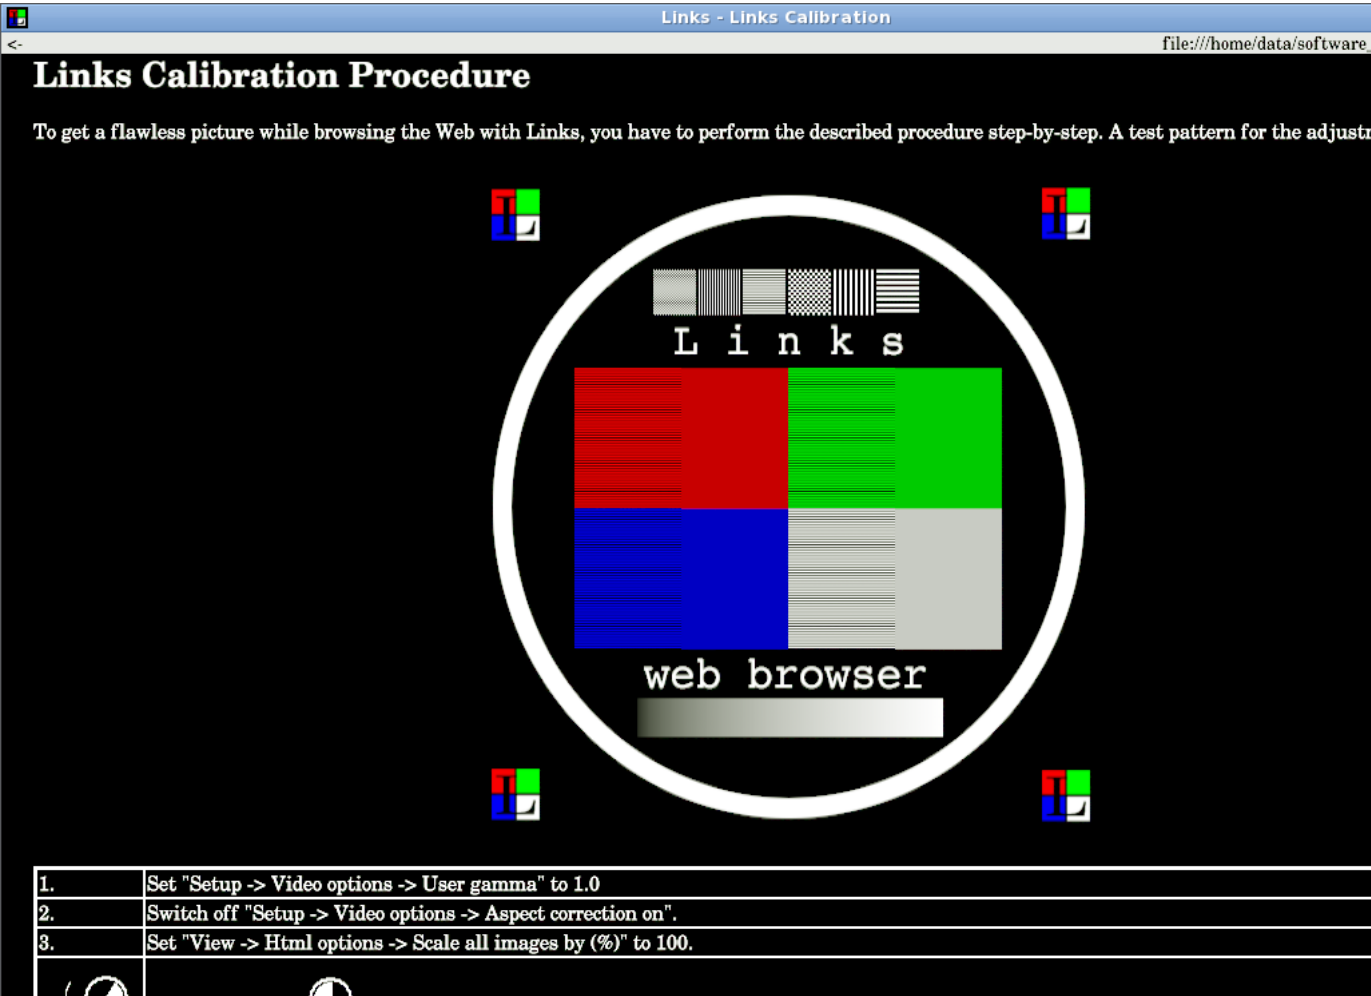 Links - Links Calibration
<-
file:///home/data/software_
Links Calibration Procedure
To get a flawless picture while browsing the Web with Links, you have to perform the described procedure step-by-step. A test pattern for the adjustm
L
L
Links
web browser
L
L
1. Set "Setup -> Video options -> User gamma" to 1.0
2. Switch off "Setup -> Video options -> Aspect correction on".
3. Set "View -> Html options -> Scale all images by (%)" to 100.